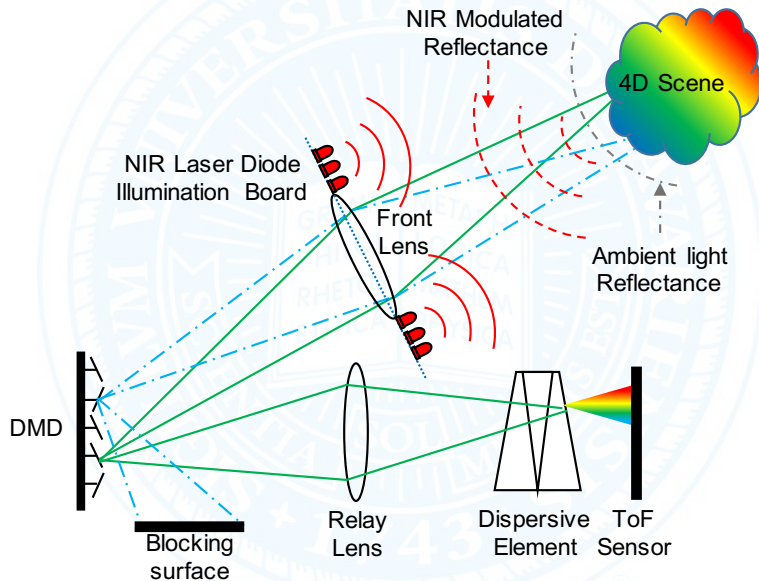 NIR Modulated
Reflectance
4D Scene
NIR Laser Diode
Illumination Board
Front
Lens
Ambient light
Reflectance
DMD
Relay
Lens
Dispersive
Element
ToF
Sensor
Blocking
surface